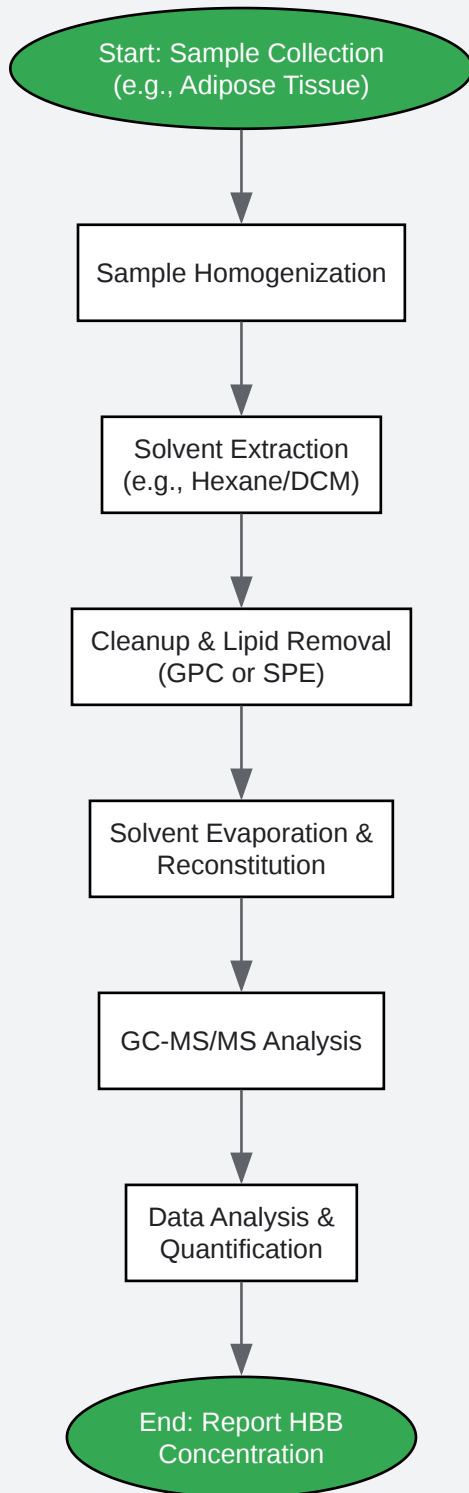 Start: Sample Collection
(e.g., Adipose Tissue)
Sample Homogenization
Solvent Extraction
(e.g., Hexane/DCM)
Cleanup & Lipid Removal
(GPC or SPE)
Solvent Evaporation &
Reconstitution
GC-MS/MS Analysis
Data Analysis &
Quantification
End: Report HBB
Concentration